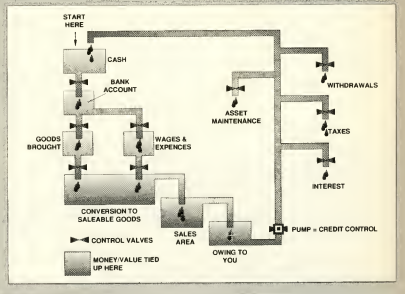 START
HERE
CASH
BANK
ACCOUNT
GOODS
BROUGHT
WAGES &
EXPENCES
CONVERSION TO
SALEABLE GOODS
SALES
AREA
OWING TO
YOU
ASSET
MAINTENANCE
WITHDRAWALS
TAXES
INTEREST
PUMP = CREDIT CONTROL
CONTROL VALVES
MONEY/VALUE TIED
UP HERE